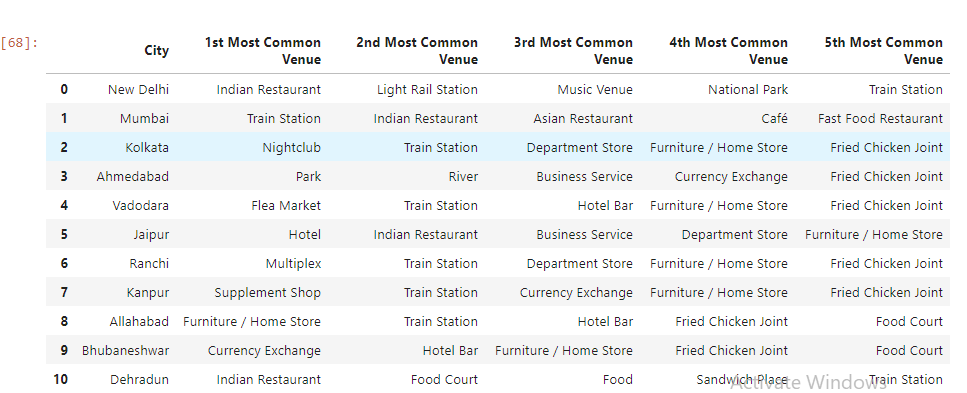 [68]:
City 1st Most Common Venue 2nd Most Common Venue 3rd Most Common Venue 4th Most Common Venue 5th Most Common Venue
0 New Delhi Indian Restaurant Light Rail Station Music Venue National Park Train Station
1 Mumbai Train Station Indian Restaurant Asian Restaurant Café Fast Food Restaurant
2 Kolkata Nightclub Train Station Department Store Furniture / Home Store Fried Chicken Joint
3 Ahmedabad Park River Business Service Currency Exchange Fried Chicken Joint
4 Vadodara Flea Market Train Station Hotel Bar Furniture / Home Store Fried Chicken Joint
5 Jaipur Hotel Indian Restaurant Business Service Department Store Furniture / Home Store
6 Ranchi Multiplex Train Station Department Store Furniture / Home Store Fried Chicken Joint
7 Kanpur Supplement Shop Train Station Currency Exchange Furniture / Home Store Fried Chicken Joint
8 Allahabad Furniture / Home Store Train Station Hotel Bar Fried Chicken Joint Food Court
9 Bhubaneshwar Currency Exchange Hotel Bar Furniture / Home Store Fried Chicken Joint Food Court
10 Dehradun Indian Restaurant Food Court Food Sandwich Place Train Station
Activate Windows